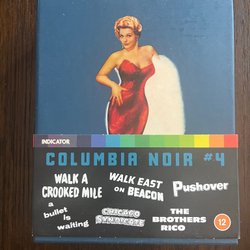 INDICATOR
COLUMBIA NOIR #4
WALK A
CROOKED MILE
WALK EAST
ON BEACON
Pushover
a
bullet
is
waiting
CHICAGO
SYNDICATE
THE
BROTHERS
RICO
12